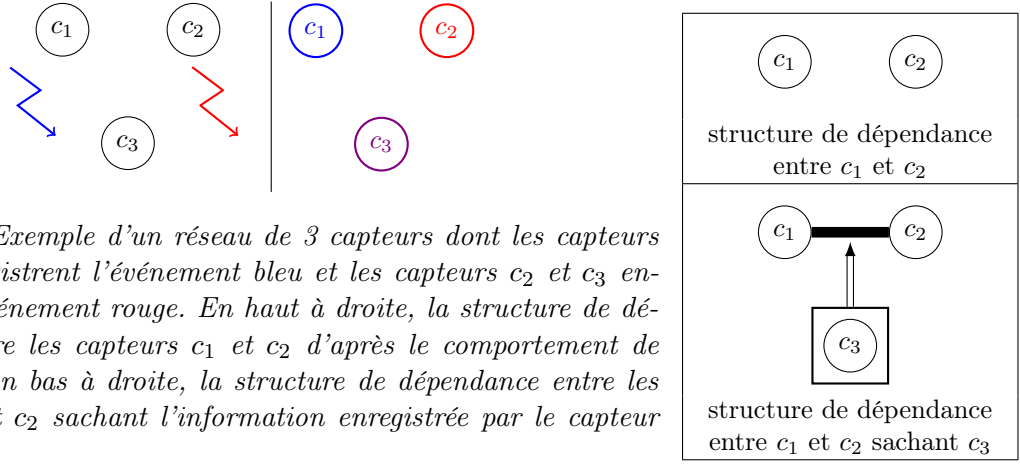 c1 c2 c1 c2
c3 c3
Exemple d'un réseau de 3 capteurs dont les capteurs
istrent l'événement bleu et les capteurs c2 et c3 en-
énement rouge. En haut à droite, la structure de dé-
re les capteurs c1 et c2 d'après le comportement de
n bas à droite, la structure de dépendance entre les
t c2 sachant l'information enregistrée par le capteur
c1 c2
structure de dépendance
entre c1 et c2
c1 c2
c3
structure de dépendance
entre c1 et c2 sachant c3